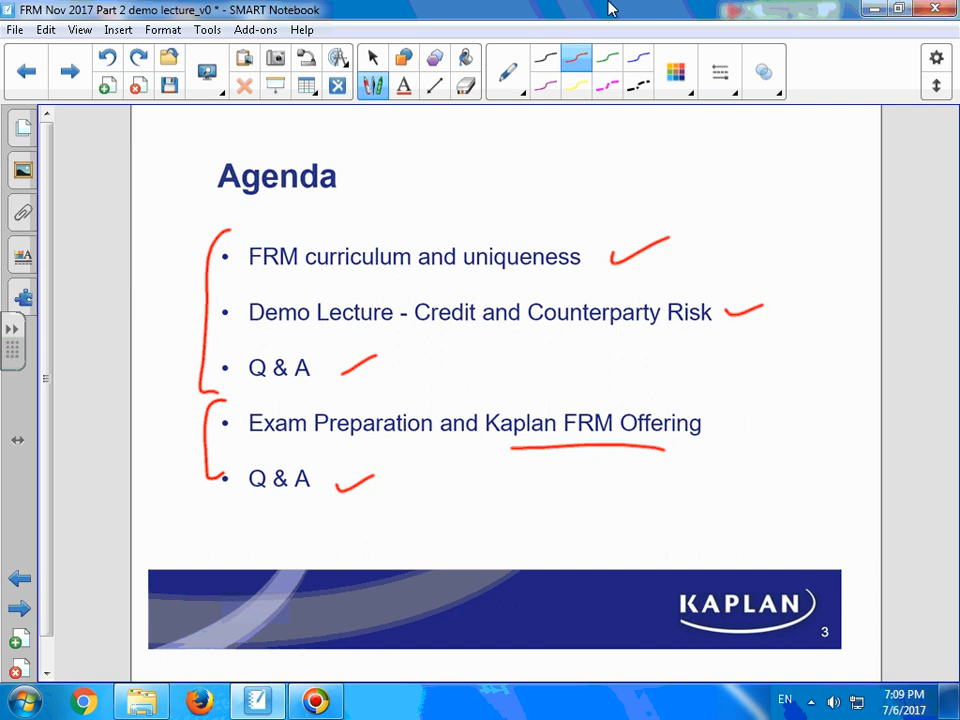 FRM Nov 2017 Part 2 demo lecture_v0 * - SMART Notebook
File Edit View Insert Format Tools Add-ons Help
Agenda
• FRM curriculum and uniqueness
• Demo Lecture - Credit and Counterparty Risk
• Q & A
• Exam Preparation and Kaplan FRM Offering
• Q & A
KAPLAN
3
EN
7:09 PM
7/6/2017